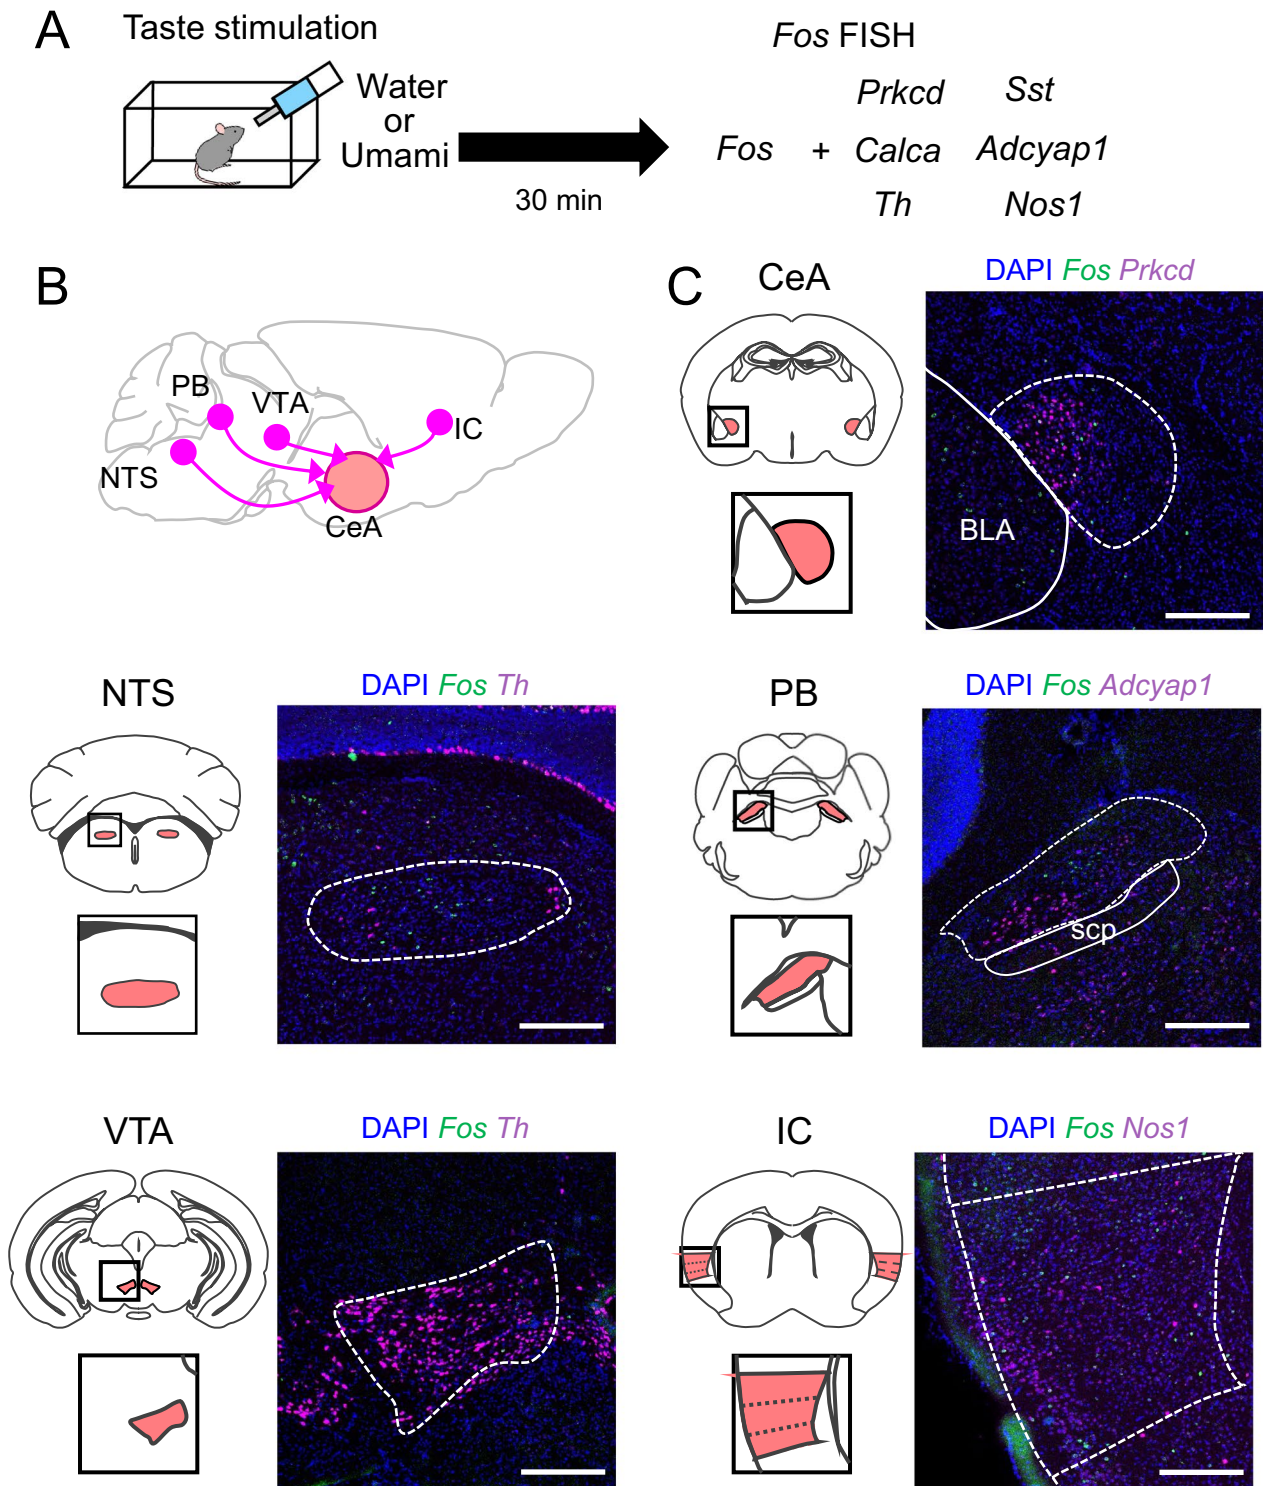 A
Taste stimulation
Water
or
Umami
30 min
Fos FISH
Prkcd Sst
Fos + Calca Adcyap1
Th Nos1
B
PB
VTA
IC
NTS
CeA
C
CeA
DAPI Fos Prkcd
BLA
NTS
DAPI Fos Th
PB
DAPI Fos Adcyap1
scp
VTA
DAPI Fos Th
IC
DAPI Fos Nos1